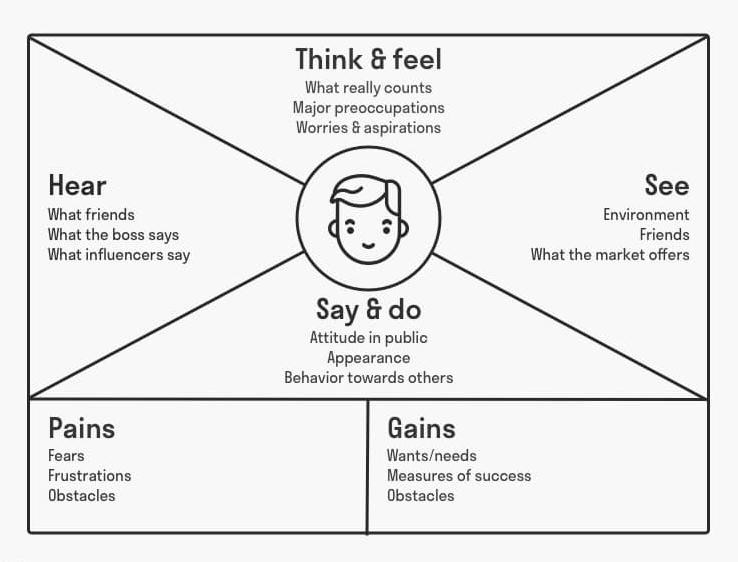 Think & feel
What really counts
Major preoccupations
Worries & aspirations
Hear
What friends
What the boss says
What influencers say
See
Environment
Friends
What the market offers
Say & do
Attitude in public
Appearance
Behavior towards others
Pains
Fears
Frustrations
Obstacles
Gains
Wants/needs
Measures of success
Obstacles